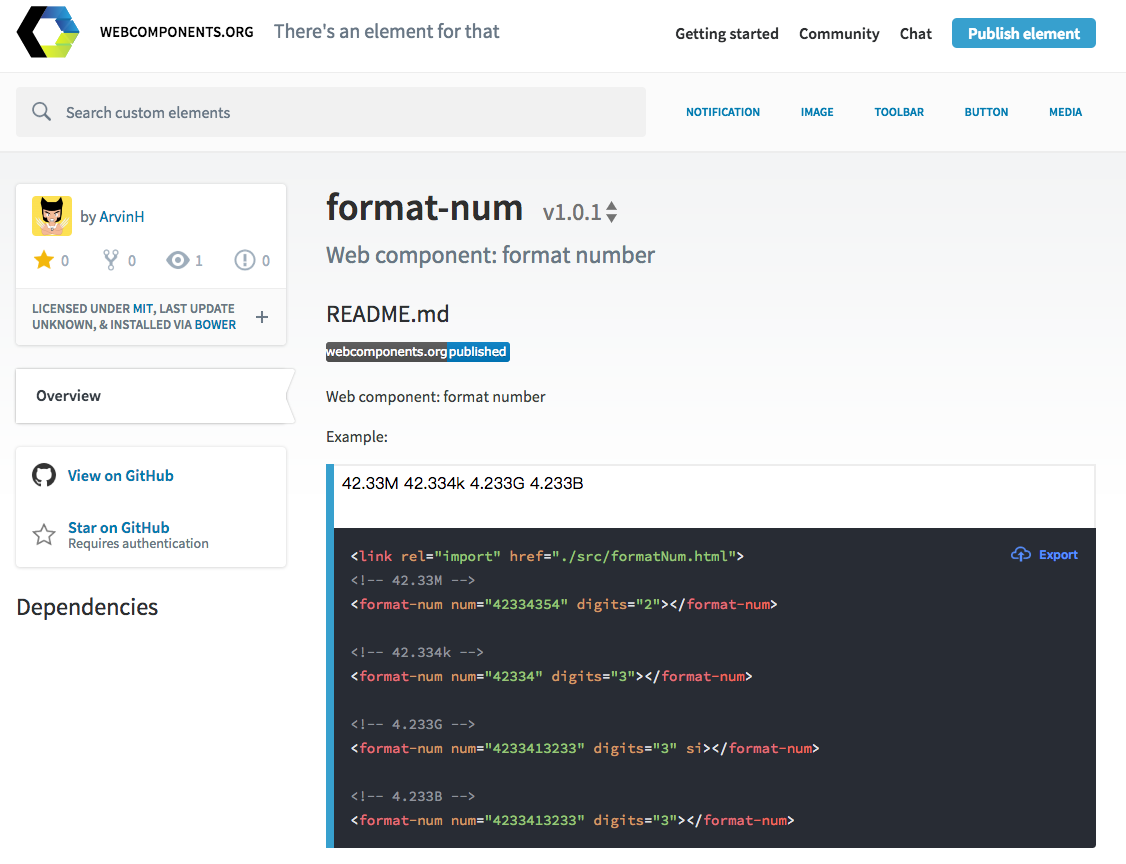 WEBCOMPONENTS.ORG There's an element for that Getting started Community Chat Publish element
Search custom elements NOTIFICATION IMAGE TOOLBAR BUTTON MEDIA
by ArvinH
0 0 1 0
LICENSED UNDER MIT, LAST UPDATE
UNKNOWN, & INSTALLED VIA BOWER +
Overview
View on GitHub
Star on GitHub
Requires authentication
Dependencies
format-num v1.0.1
Web component: format number
README.md
webcomponents.org published
Web component: format number
Example:
42.33M 42.334k 4.233G 4.233B
Export
<link rel="import" href="./src/formatNum.html">
<!-- 42.33M -->
<format-num num="42334354" digits="2"></format-num>
<!-- 42.334k -->
<format-num num="42334" digits="3"></format-num>
<!-- 4.233G -->
<format-num num="4233413233" digits="3" si></format-num>
<!-- 4.233B -->
<format-num num="4233413233" digits="3"></format-num>